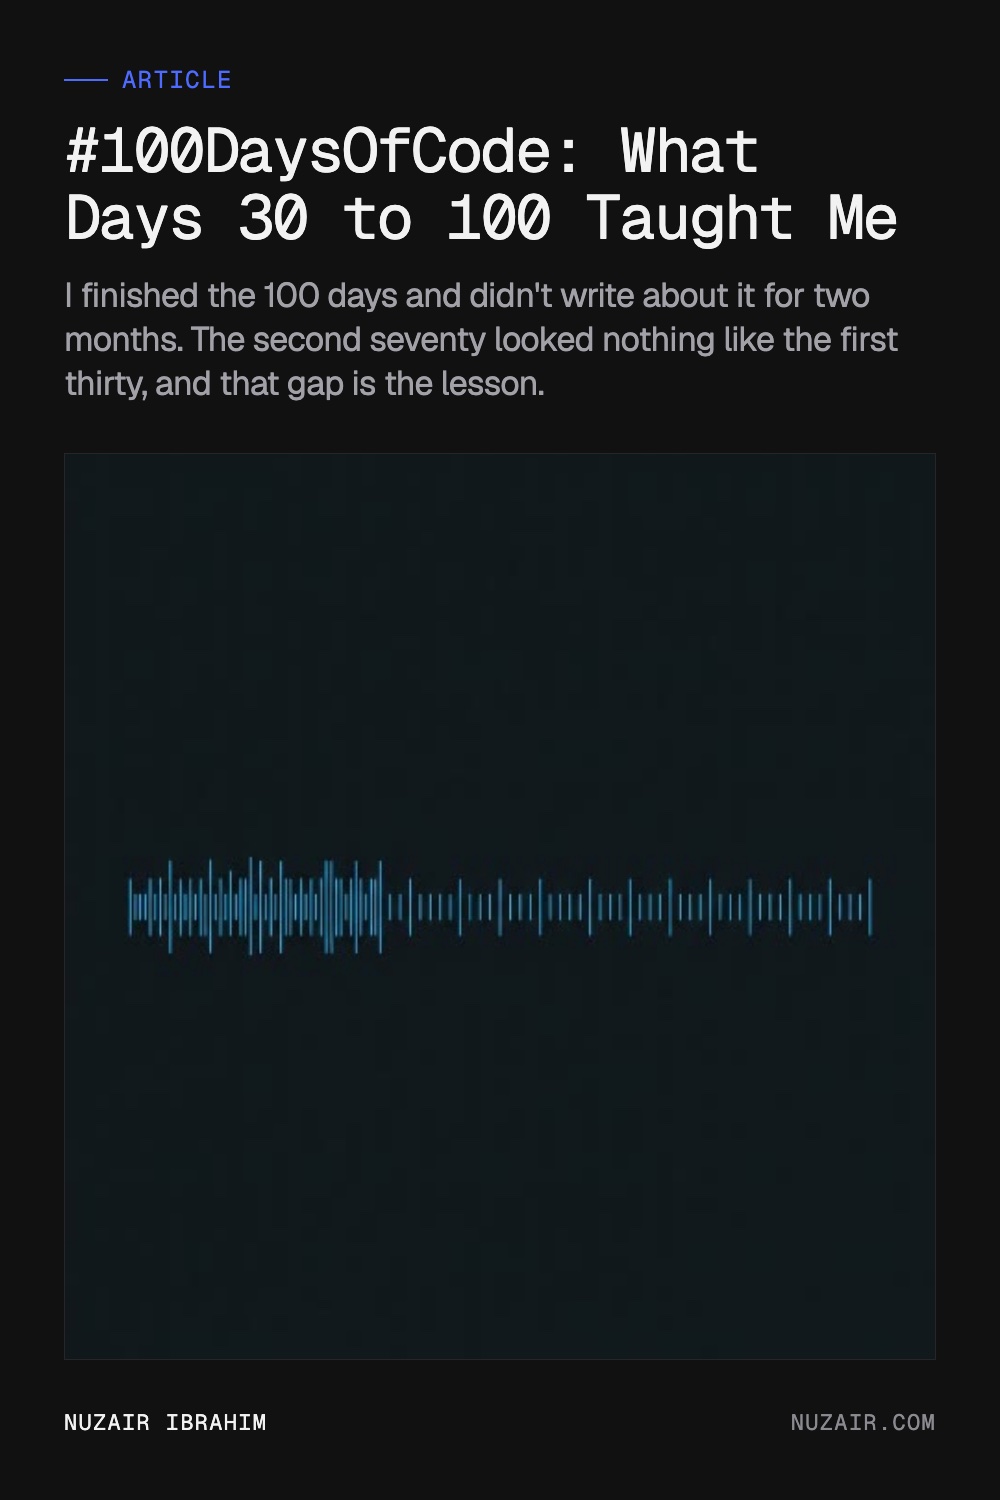 ARTICLE
#100DaysOfCode: What
Days 30 to 100 Taught Me
I finished the 100 days and didn't write about it for two
months. The second seventy looked nothing like the first
thirty, and that gap is the lesson.
NUZAIR IBRAHIM
NUZAIR.COM